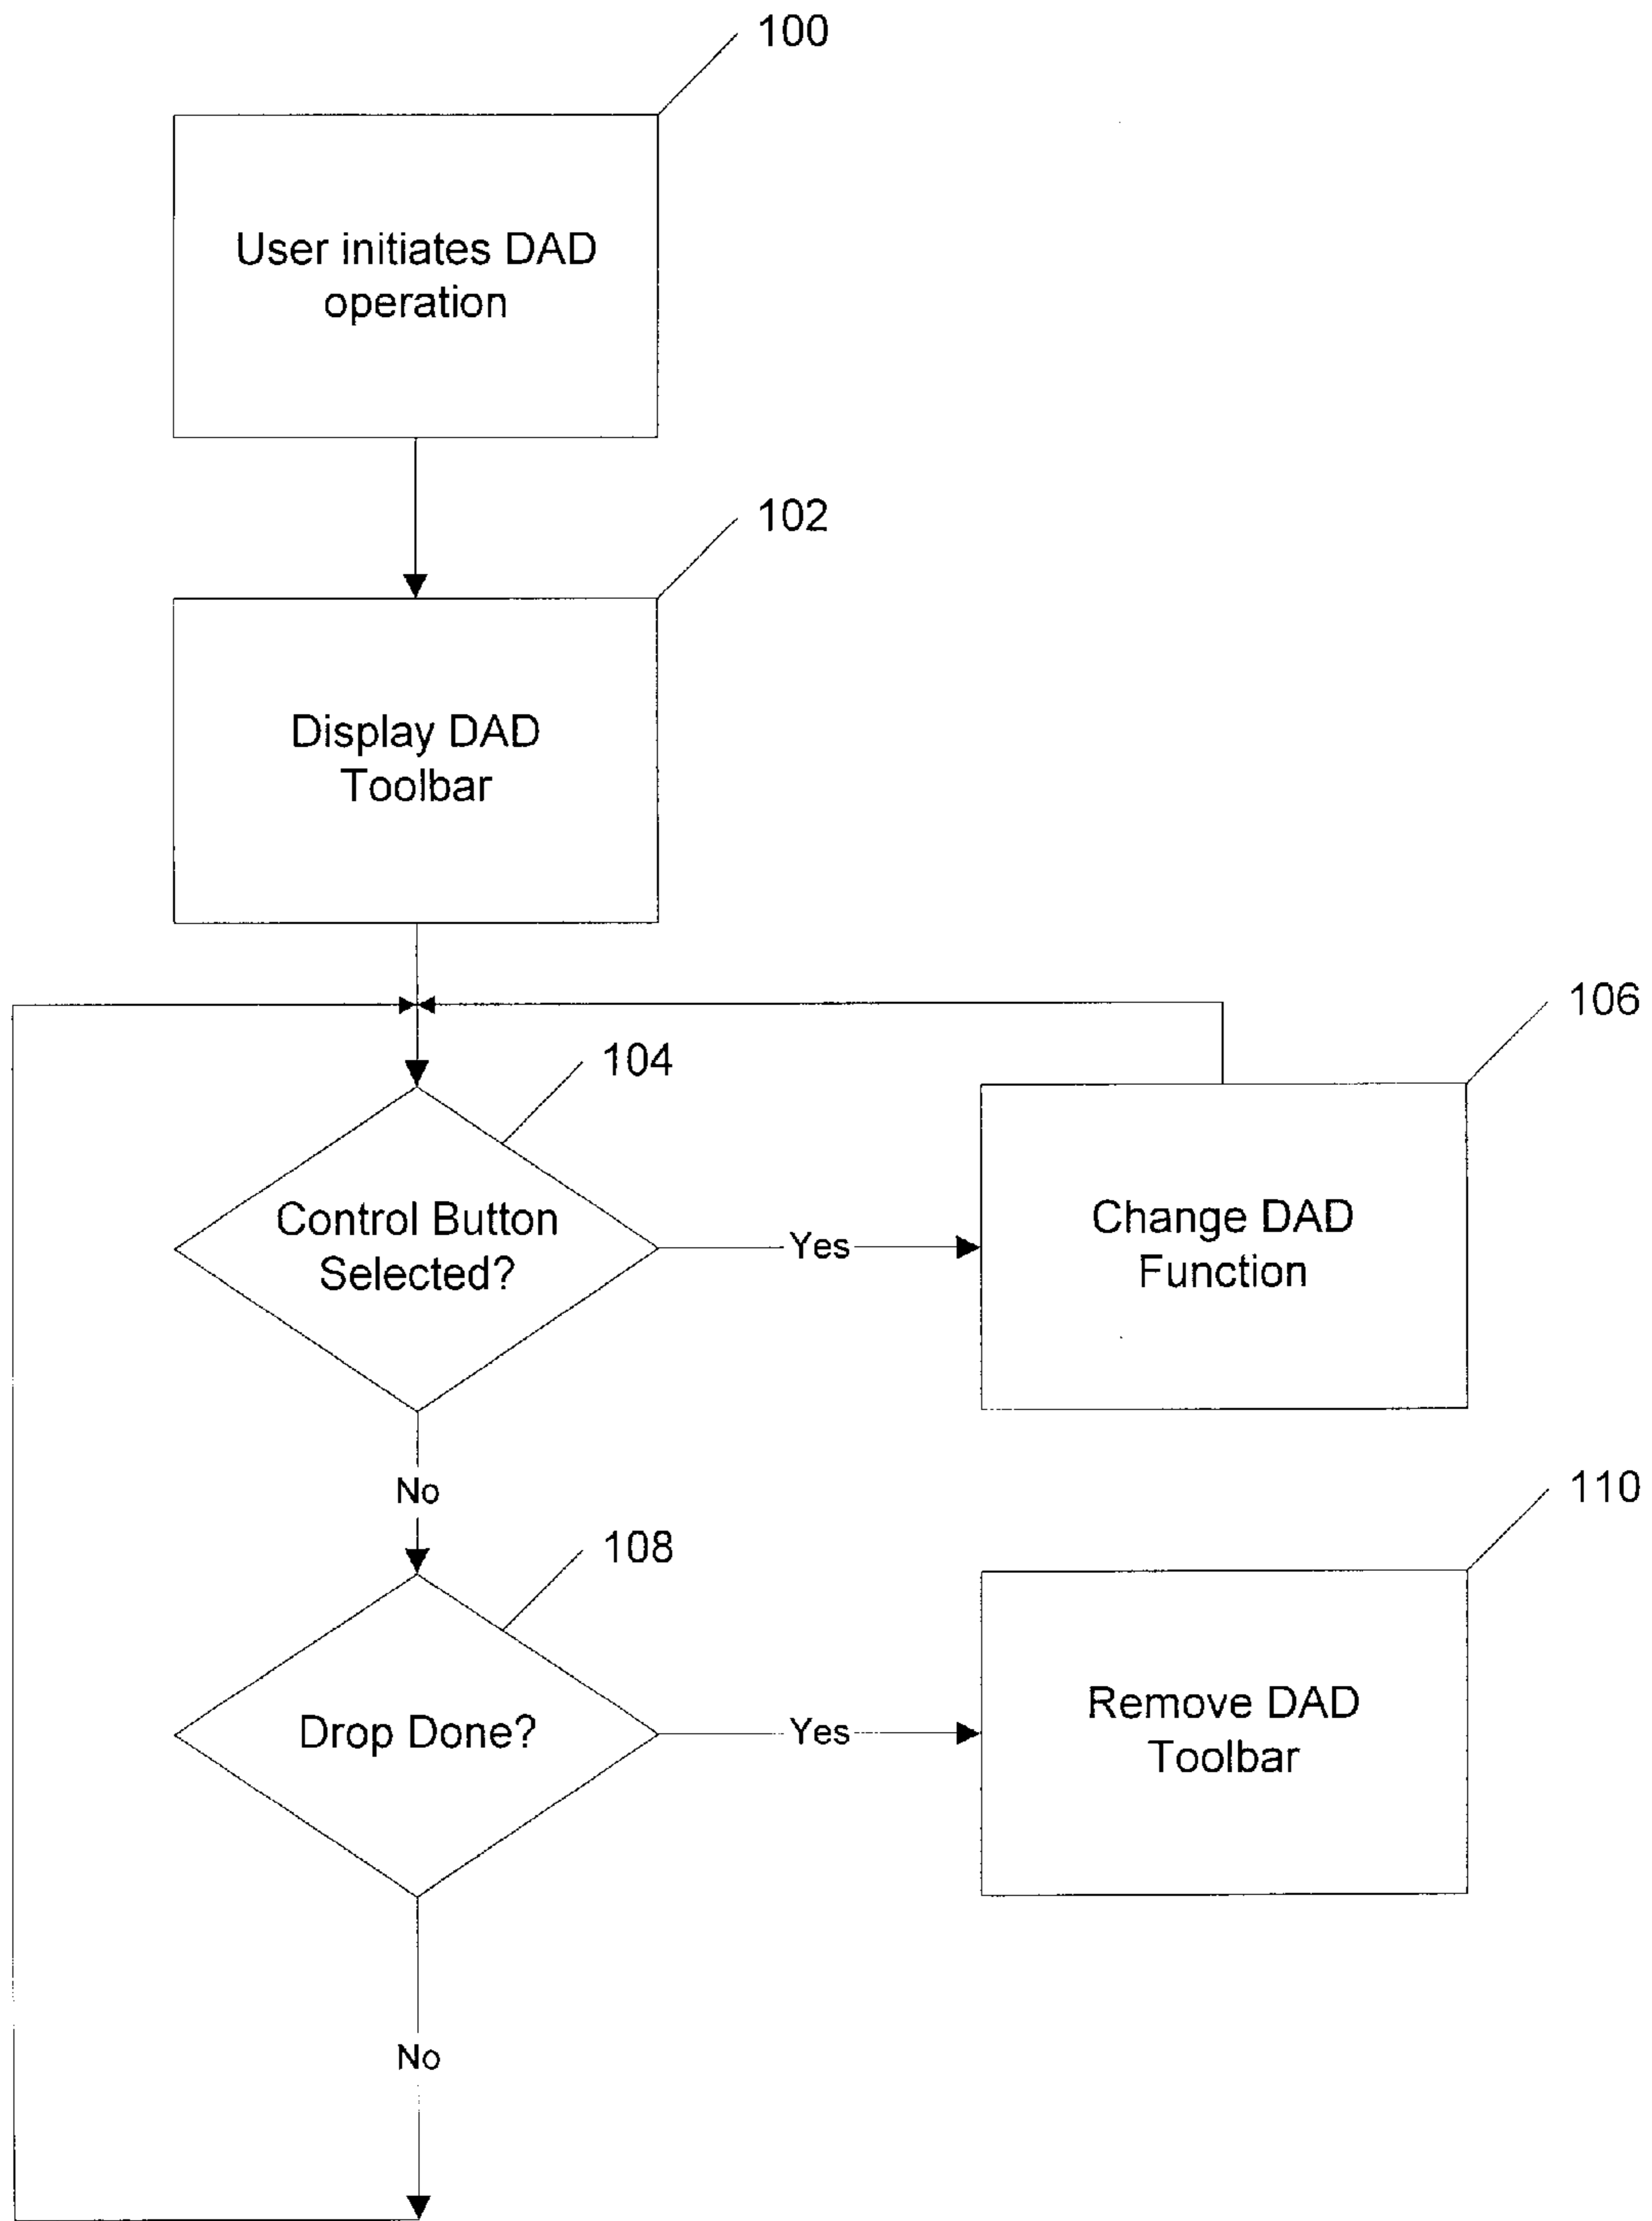 100
User initiates DAD
operation
102
Display DAD
Toolbar
106
104
Control Button
Selected?
Yes
Change DAD
Function
No
110
108
Drop Done?
Yes
Remove DAD
Toolbar
No